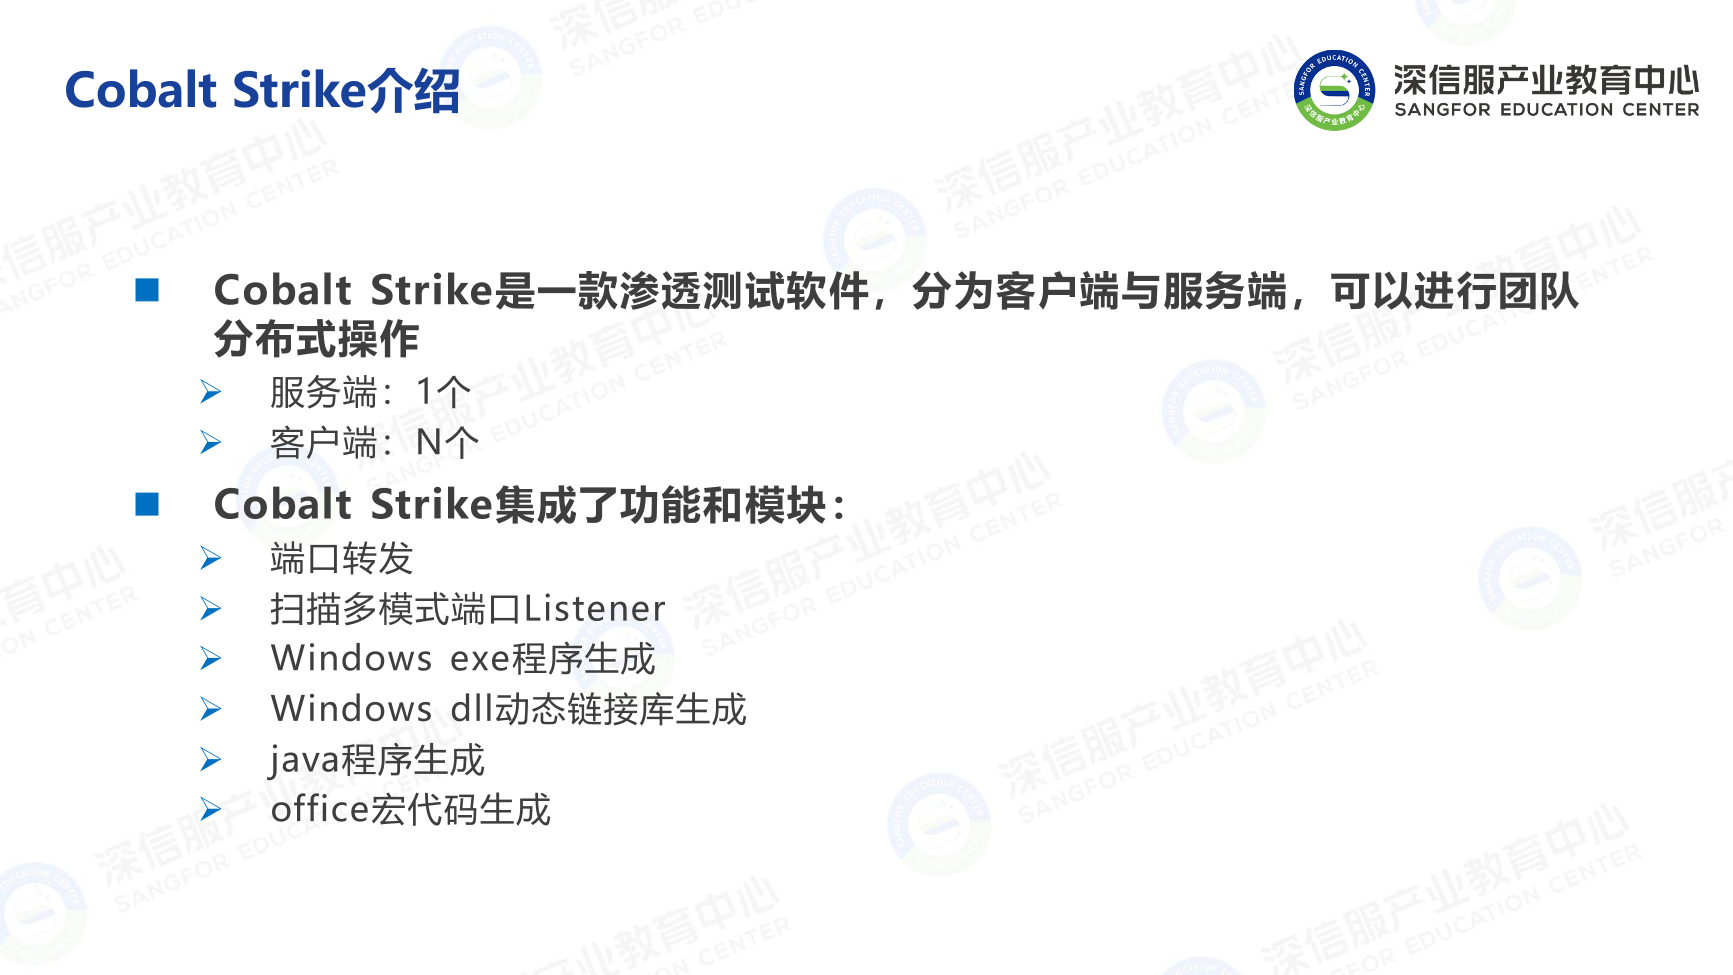 Cobalt Strike介绍
深信服产业教育中心
SANGFOR EDUCATION CENTER
Cobalt Strike是一款渗透测试软件，分为客户端与服务端，可以进行团队
分布式操作
服务端：1个
客户端：N个
Cobalt Strike集成了功能和模块：
端口转发
扫描多模式端口Listener
Windows exe程序生成
Windows dll动态链接库生成
java程序生成
office宏代码生成